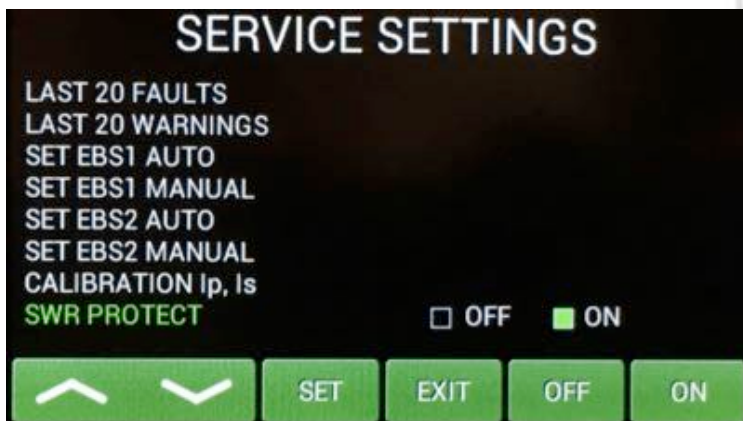 SERVICE SETTINGS
LAST 20 FAULTS
LAST 20 WARNINGS
SET EBS1 AUTO
SET EBS1 MANUAL
SET EBS2 AUTO
SET EBS2 MANUAL
CALIBRATION Ip, Is
SWR PROTECT OFF ON
SET EXIT OFF ON